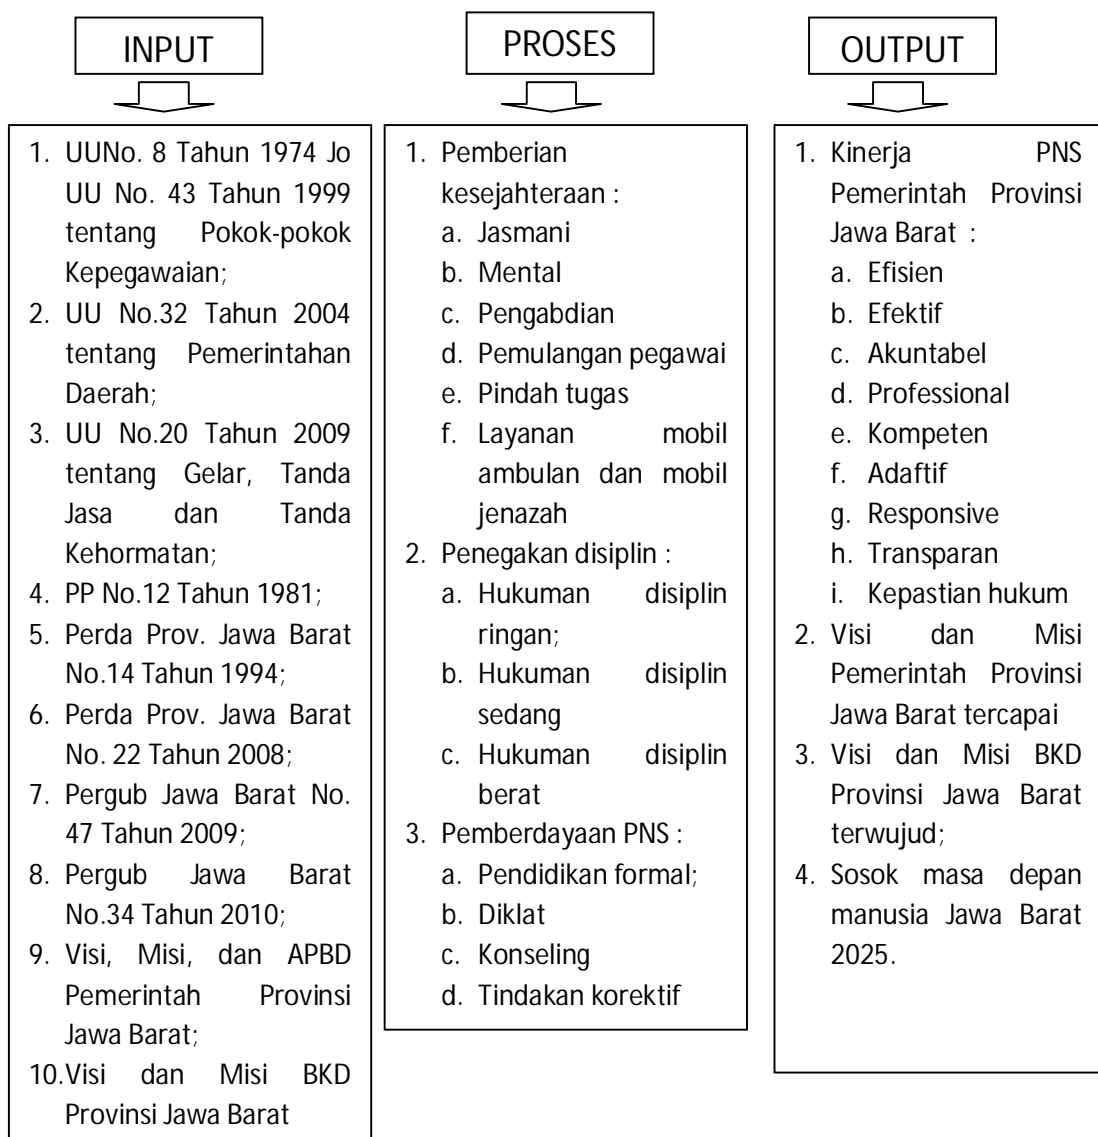 INPUT
1. UUNo. 8 Tahun 1974 Jo
UU No. 43 Tahun 1999
tentang Pokok-pokok
Kepegawaian;
2. UU No.32 Tahun 2004
tentang Pemerintahan
Daerah;
3. UU No.20 Tahun 2009
tentang Gelar, Tanda
Jasa dan Tanda
Kehormatan;
4. PP No.12 Tahun 1981;
5. Perda Prov. Jawa Barat
No.14 Tahun 1994;
6. Perda Prov. Jawa Barat
No. 22 Tahun 2008;
7. Pergub Jawa Barat No.
47 Tahun 2009;
8. Pergub Jawa Barat
No.34 Tahun 2010;
9. Visi, Misi, dan APBD
Pemerintah Provinsi
Jawa Barat;
10.Visi dan Misi BKD
Provinsi Jawa Barat
PROSES
1. Pemberian
kesejahteraan :
a. Jasmani
b. Mental
c. Pengabdian
d. Pemulangan pegawai
e. Pindah tugas
f. Layanan mobil
ambulan dan mobil
jenazah
2. Penegakan disiplin :
a. Hukuman disiplin
ringan;
b. Hukuman disiplin
sedang
c. Hukuman disiplin
berat
3. Pemberdayaan PNS :
a. Pendidikan formal;
b. Diklat
c. Konseling
d. Tindakan korektif
OUTPUT
1. Kinerja PNS
Pemerintah Provinsi
Jawa Barat :
a. Efisien
b. Efektif
c. Akuntabel
d. Professional
e. Kompeten
f. Adaftif
g. Responsive
h. Transparan
i. Kepastian hukum
2. Visi dan Misi
Pemerintah Provinsi
Jawa Barat tercapai
3. Visi dan Misi BKD
Provinsi Jawa Barat
terwujud;
4. Sosok masa depan
manusia Jawa Barat
2025.